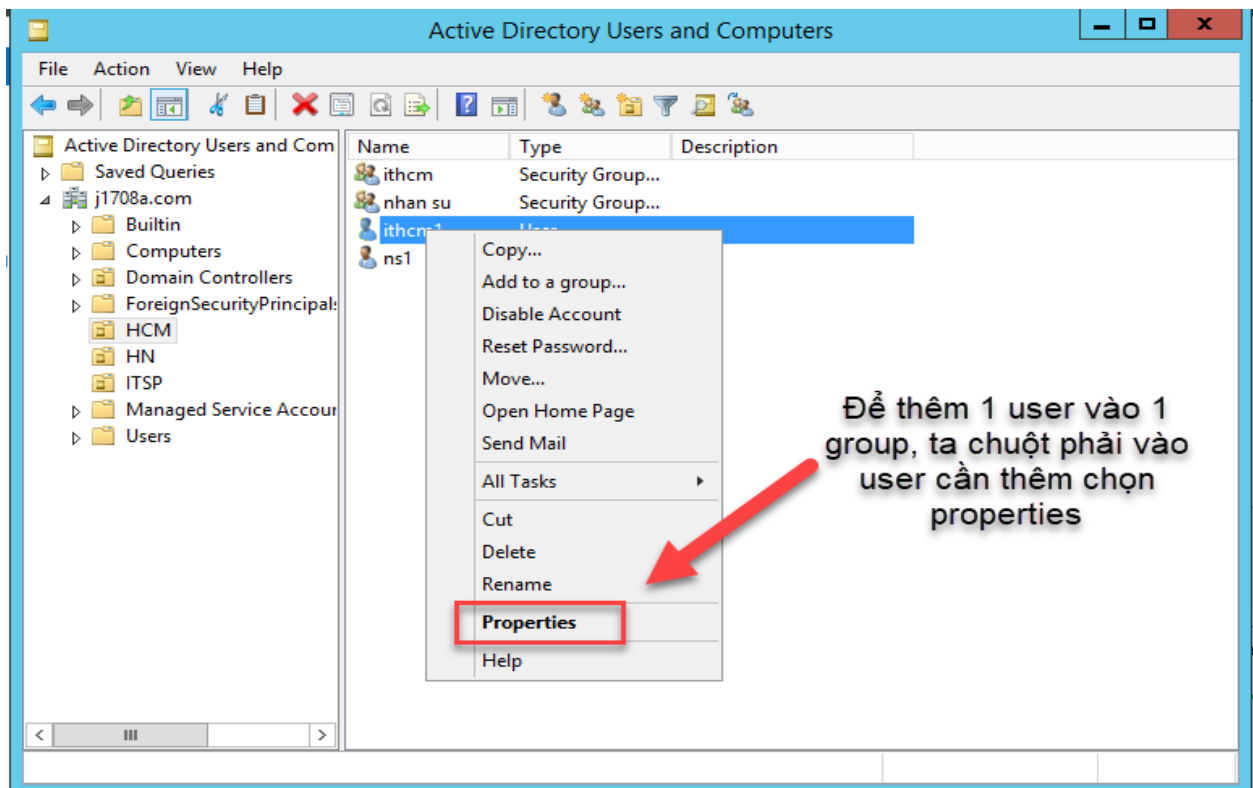 Active Directory Users and Computers
File Action View Help
Active Directory Users and Com
Saved Queries
j1708a.com
Builtin
Computers
Domain Controllers
ForeignSecurityPrincipals
HCM
HN
ITSP
Managed Service Accour
Users
Name Type Description
ithcm Security Group...
nhan su Security Group...
ithcm1 User
ns1
Copy...
Add to a group...
Disable Account
Reset Password...
Move...
Open Home Page
Send Mail
All Tasks
Cut
Delete
Rename
Properties
Help
Để thêm 1 user vào 1
group, ta chuột phải vào
user cần thêm chọn
properties